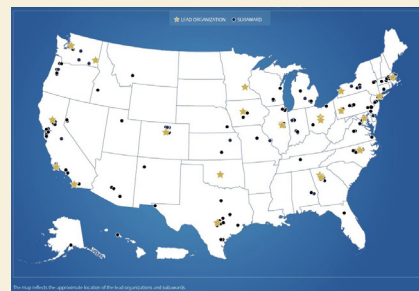 LEAD ORGANIZATION SUBAWARD
The map reflects the approximate location of the lead organizations and subawards.